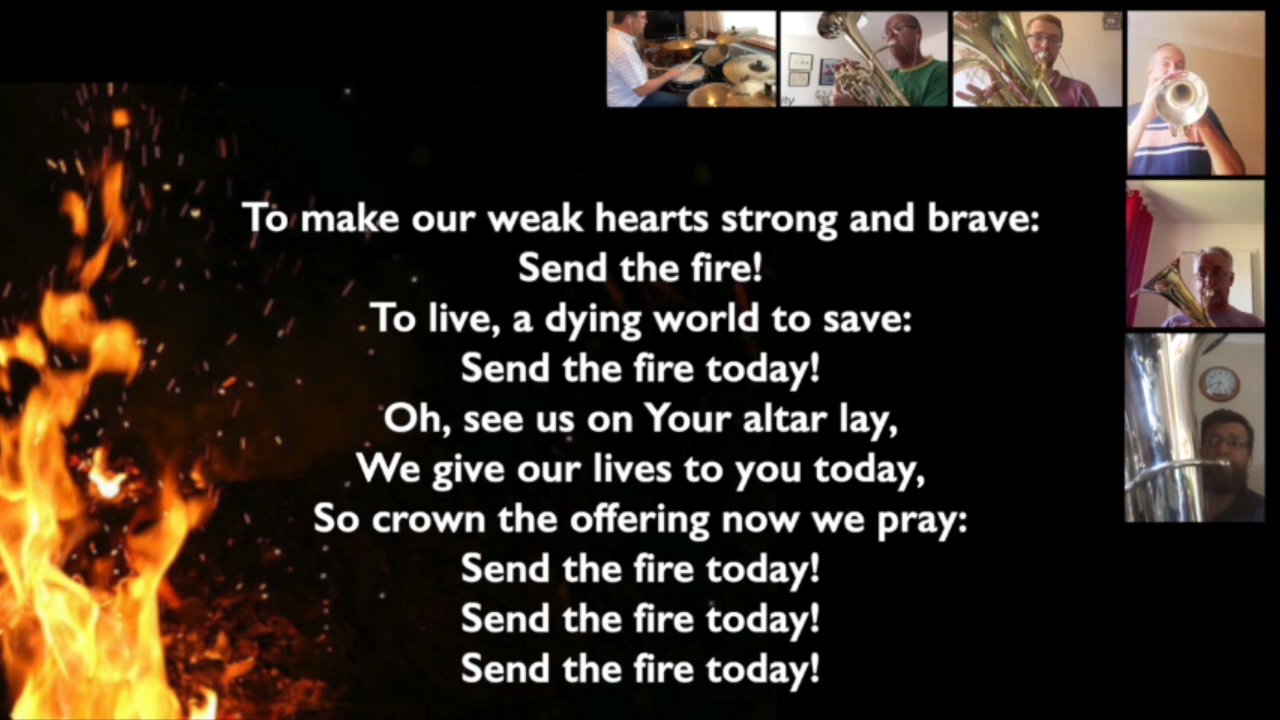 To make our weak hearts strong and brave:
Send the fire!
To live, a dying world to save:
Send the fire today!
Oh, see us on Your altar lay,
We give our lives to you today,
So crown the offering now we pray:
Send the fire today!
Send the fire today!
Send the fire today!